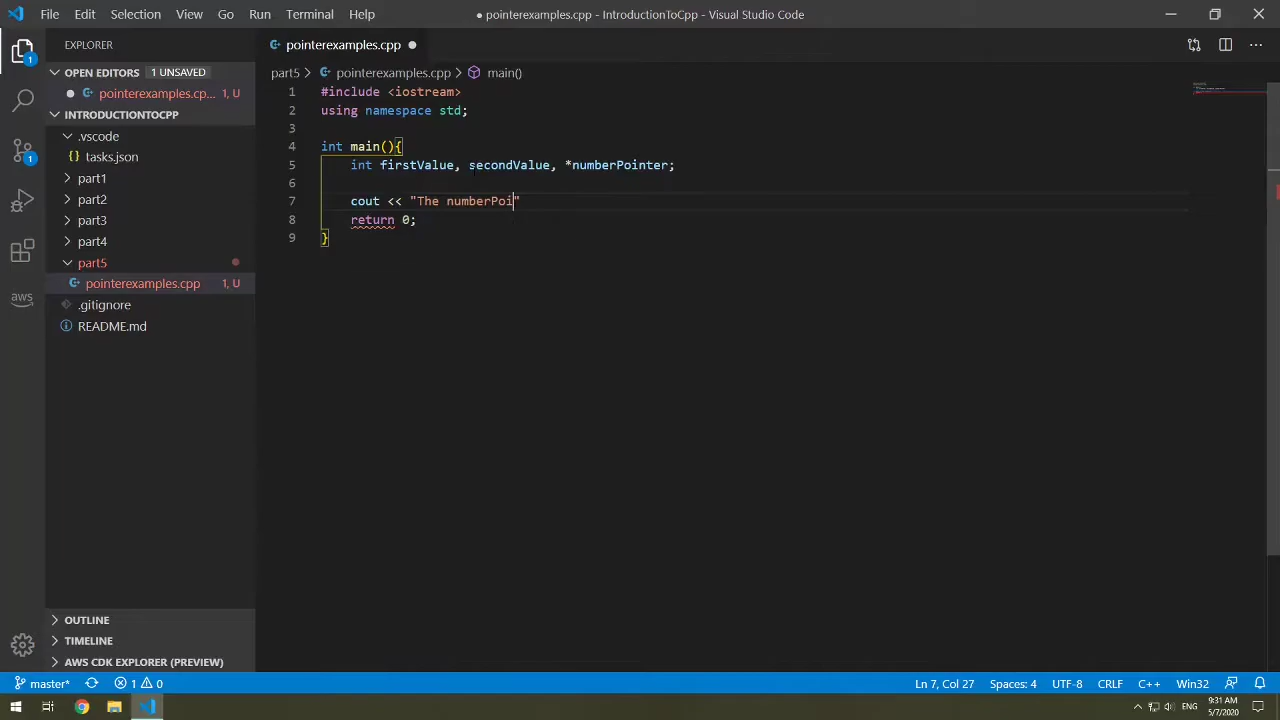 File Edit Selection View Go Run Terminal Help
● pointerexamples.cpp - IntroductionToCpp - Visual Studio Code
EXPLORER
OPEN EDITORS 1 UNSAVED
pointerexamples.cp... 1, U
INTRODUCTIONTOCPP
.vscode
tasks.json
part1
part2
part3
part4
part5
pointerexamples.cpp 1, U
.gitignore
README.md
OUTLINE
TIMELINE
AWS CDK EXPLORER (PREVIEW)
1
1
aws
pointerexamples.cpp
part5 > pointerexamples.cpp > main()
1 #include <iostream>
2 using namespace std;
3
4 int main(){
5 int firstValue, secondValue, *numberPointer;
6
7 cout << "The numberPoi"
8 return 0;
9 }
master* 1 0
Ln 7, Col 27 Spaces: 4 UTF-8 CRLF C++ Win32
ENG
9:31 AM
5/7/2020